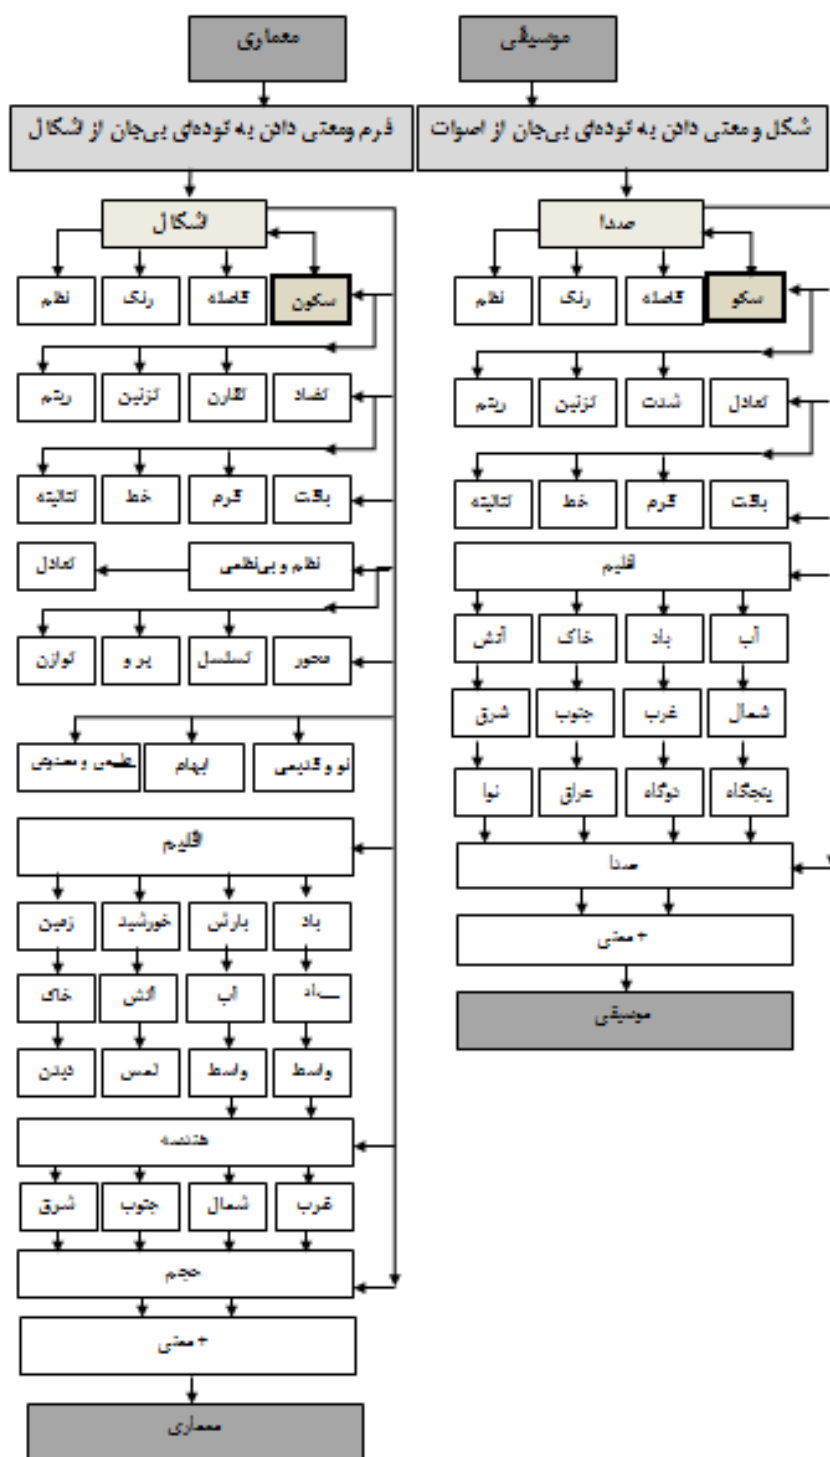 موسیقی
شکل و معنی دادن به توده‌ای بی‌جان از اصوات
صدا
سکو
فاصله
رنگ
نظم
تعادل
شدت
تزئین
ریتم
بافت
فرم
خط
تنالیته
اقلیم
آب
باد
خاک
آتش
شمال
غرب
جنوب
شرق
پنجگاه
دوگاه
عراق
نوا
صدا
+ معنی
موسیقی
معماری
فرم ومعنی دادن به توده‌ای بی‌جان از اشکال
اشکال
سکون
فاصله
رنگ
نظم
تضاد
تقارن
تزئین
ریتم
بافت
فرم
خط
تنالیته
نظم و بی‌نظمی
تعادل
محور
تسلسل
پر و
توازن
نو و قدیمی
ابهام
اقلیم
باد
بارش
خورشید
زمین
باد
آب
آتش
خاک
واسط
واسط
لمس
دیدن
هندسه
غرب
شمال
جنوب
شرق
حجم
+ معنی
معماری